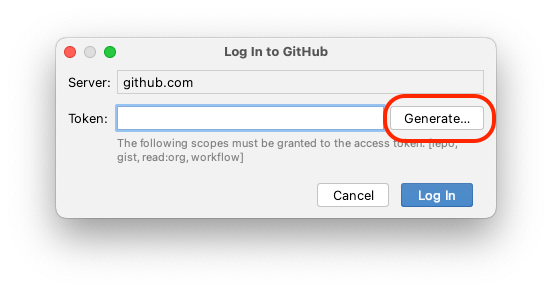 Log In to GitHub
Server: github.com
Token: Generate...
The following scopes must be granted to the access token: [repo,
gist, read:org, workflow]
Cancel Log In